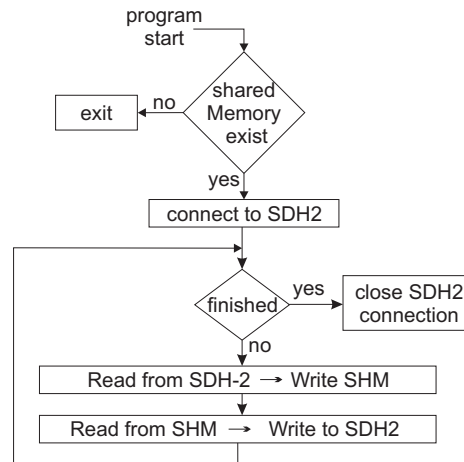 program
start
shared
Memory
exist
no
exit
yes
connect to SDH2
finished
yes
close SDH2
connection
no
Read from SDH-2 → Write SHM
Read from SHM → Write to SDH2